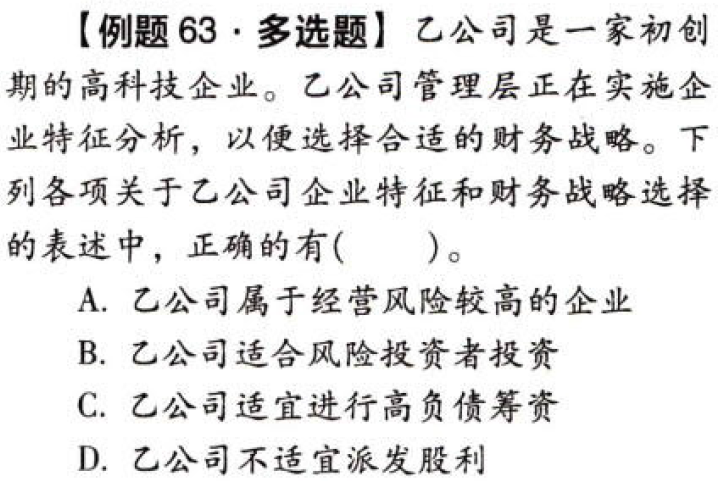 【例题 63·多选题】 乙公司是一家初创
期的高科技企业。乙公司管理层正在实施企
业特征分析，以便选择合适的财务战略。下
列各项关于乙公司企业特征和财务战略选择
的表述中，正确的有(　　)。
A. 乙公司属于经营风险较高的企业
B. 乙公司适合风险投资者投资
C. 乙公司适宜进行高负债筹资
D. 乙公司不适宜派发股利